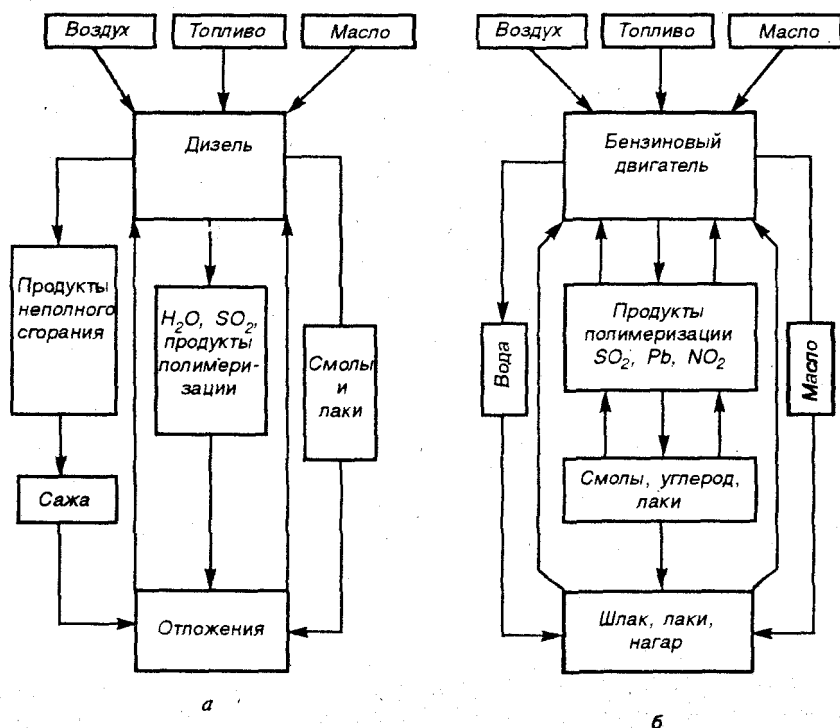 Воздух
Топливо
Масло
Дизель
Продукты
неполного
сгорания
H₂O, SO₂,
продукты
полимери-
зации
Смолы
и
лаки
Сажа
Отложения
а
Воздух
Топливо
Масло
Бензиновый
двигатель
Вода
Продукты
полимеризации
SO₂, Pb, NO₂
Масло
Смолы, углерод,
лаки
Шлак, лаки,
нагар
б